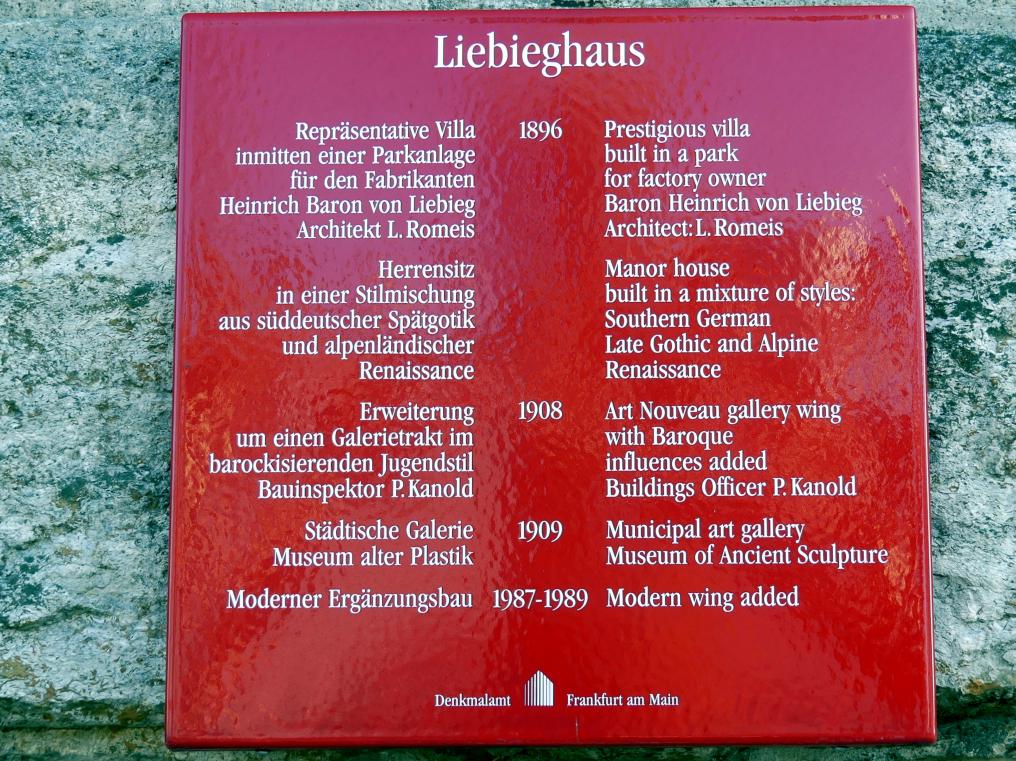 Liebieghaus
Repräsentative Villa 1896 Prestigious villa
inmitten einer Parkanlage built in a park
für den Fabrikanten for factory owner
Heinrich Baron von Liebieg Baron Heinrich von Liebieg
Architekt L. Romeis Architect: L. Romeis
Herrensitz Manor house
in einer Stilmischung built in a mixture of styles:
aus süddeutscher Spätgotik Southern German
und alpenländischer Late Gothic and Alpine
Renaissance Renaissance
Erweiterung 1908 Art Nouveau gallery wing
um einen Galerietrakt im with Baroque
barockisierenden Jugendstil influences added
Bauinspektor P. Kanold Buildings Officer P. Kanold
Städtische Galerie 1909 Municipal art gallery
Museum alter Plastik Museum of Ancient Sculpture
Moderner Ergänzungsbau 1987-1989 Modern wing added
Denkmalamt Frankfurt am Main